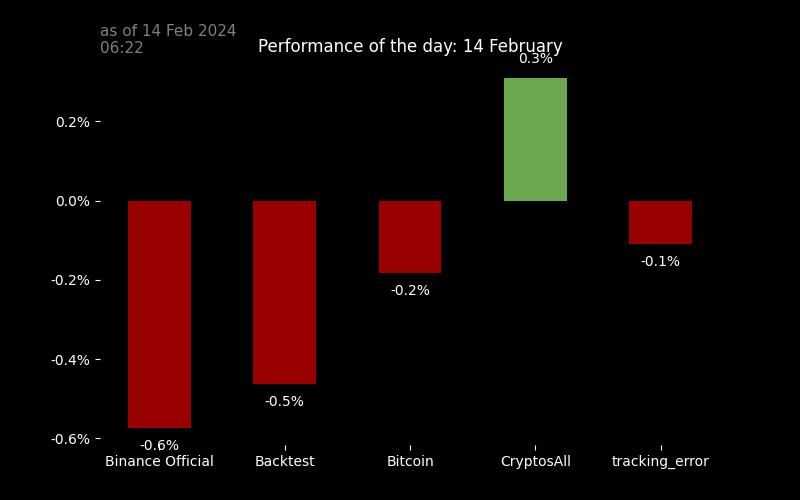 as of 14 Feb 2024
06:22
Performance of the day: 14 February
0.3%
0.2%
0.0%
-0.1%
-0.2%
-0.2%
-0.4%
-0.5%
-0.6%
-0.6%
Binance Official
Backtest
Bitcoin
CryptosAll
tracking_error